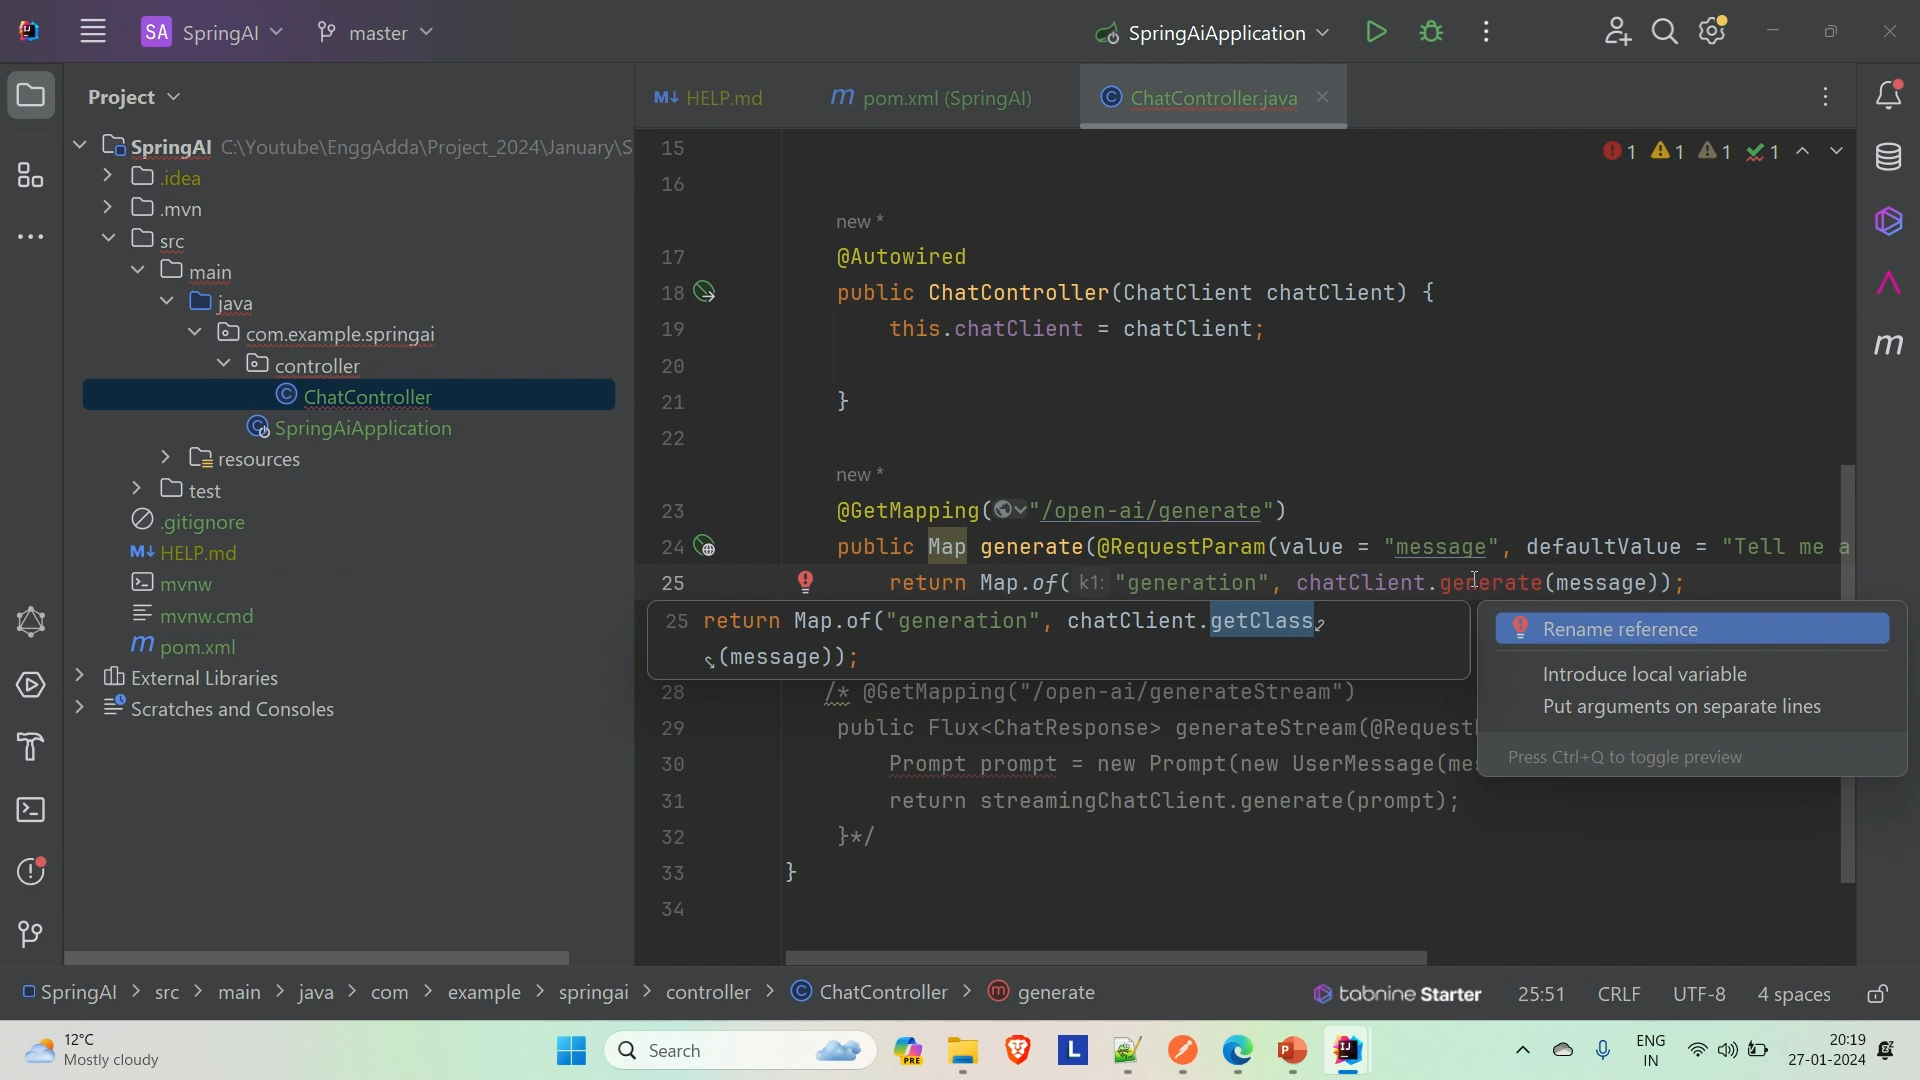 SA SpringAI master SpringAiApplication
Project
M↓ HELP.md
m pom.xml (SpringAI)
ChatController.java
SpringAI C:\Youtube\EnggAdda\Project_2024\January\S
.idea
.mvn
src
main
java
com.example.springai
controller
ChatController
SpringAiApplication
resources
test
.gitignore
M↓ HELP.md
mvnw
mvnw.cmd
m pom.xml
External Libraries
Scratches and Consoles
1 1 1 1
15
16
new *
17 @Autowired
18 public ChatController(ChatClient chatClient) {
19 this.chatClient = chatClient;
20
21 }
22
new *
23 @GetMapping("/open-ai/generate")
24 public Map generate(@RequestParam(value = "message", defaultValue = "Tell me a
25 return Map.of( k1: "generation", chatClient.generate(message));
25 return Map.of("generation", chatClient.getClass
(message));
Rename reference
Introduce local variable
Put arguments on separate lines
Press Ctrl+Q to toggle preview
28 /* @GetMapping("/open-ai/generateStream")
29 public Flux<ChatResponse> generateStream(@Request
30 Prompt prompt = new Prompt(new UserMessage(mes
31 return streamingChatClient.generate(prompt);
32 }*/
33 }
34
m
SpringAI > src > main > java > com > example > springai > controller > ChatController > generate
tabnine Starter 25:51 CRLF UTF-8 4 spaces
12°C
Mostly cloudy
Search
PRE
L
ENG
IN
20:19
27-01-2024